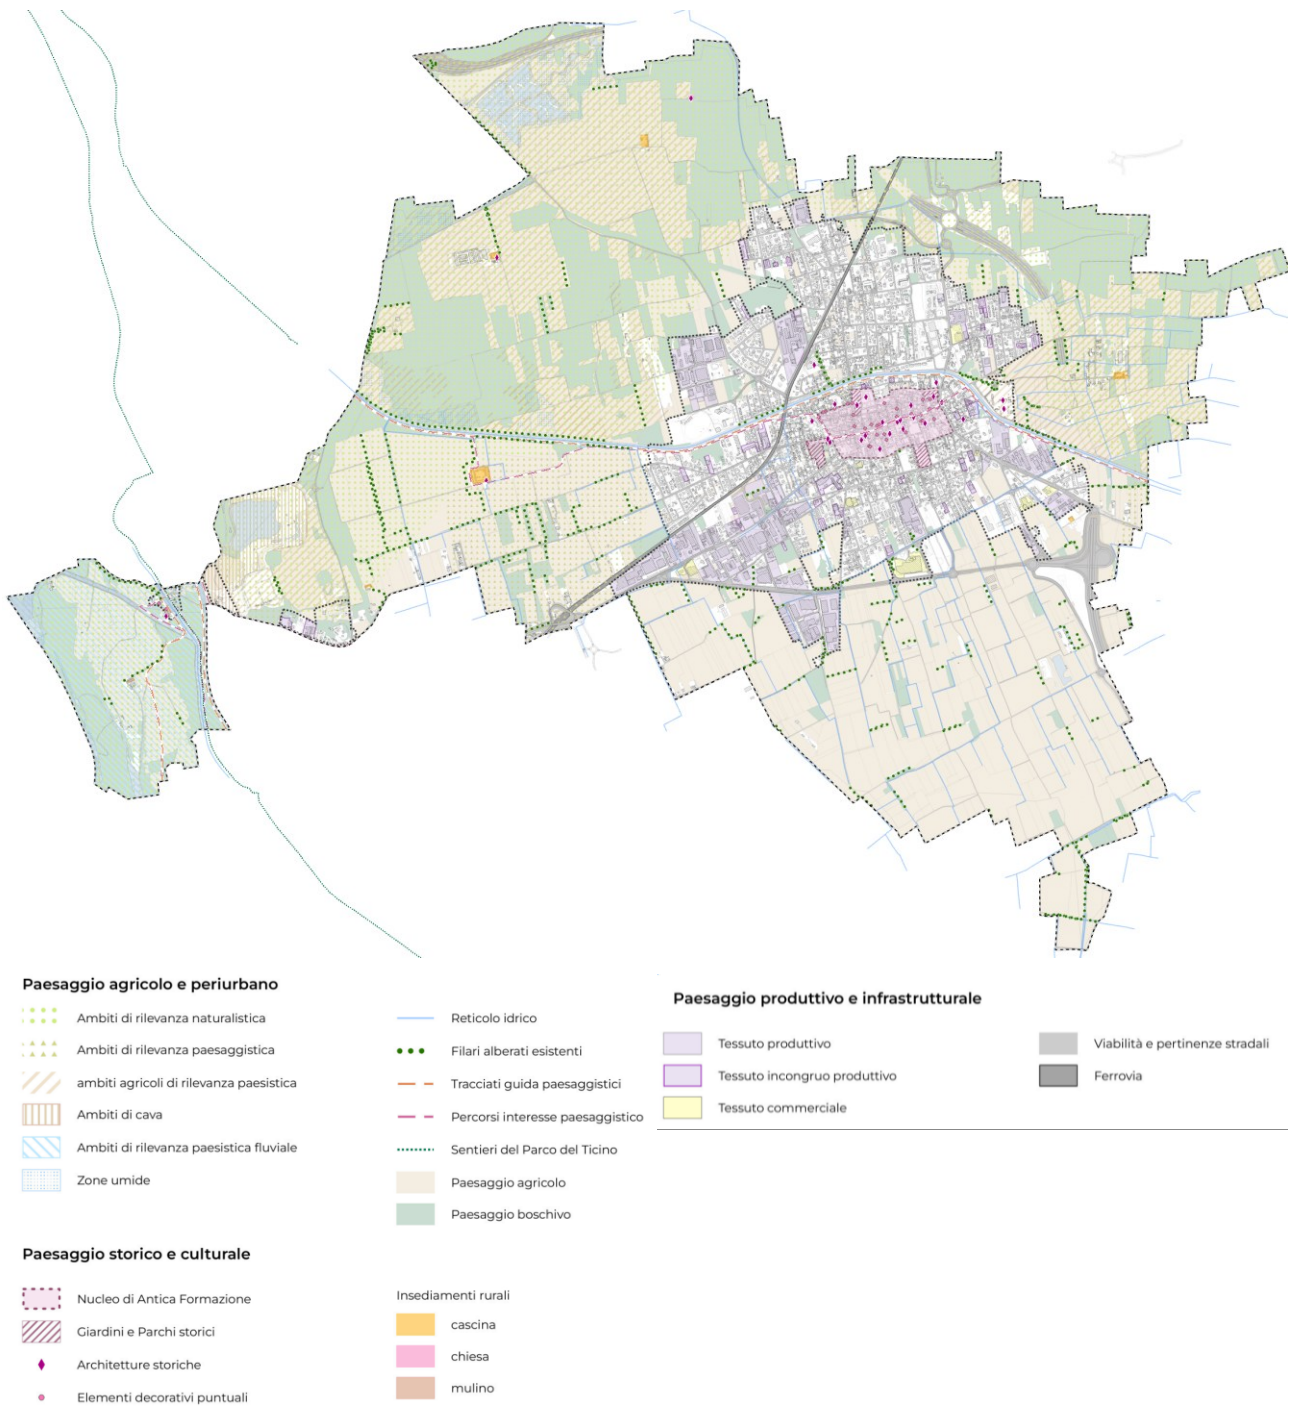 Paesaggio agricolo e periurbano
Ambiti di rilevanza naturalistica
Ambiti di rilevanza paesaggistica
ambiti agricoli di rilevanza paesistica
Ambiti di cava
Ambiti di rilevanza paesistica fluviale
Zone umide
Reticolo idrico
Filari alberati esistenti
Tracciati guida paesaggistici
Percorsi interesse paesaggistico
Sentieri del Parco del Ticino
Paesaggio agricolo
Paesaggio boschivo
Paesaggio produttivo e infrastrutturale
Tessuto produttivo
Tessuto incongruo produttivo
Tessuto commerciale
Viabilità e pertinenze stradali
Ferrovia
Paesaggio storico e culturale
Nucleo di Antica Formazione
Giardini e Parchi storici
Architetture storiche
Elementi decorativi puntuali
Insediamenti rurali
cascina
chiesa
mulino